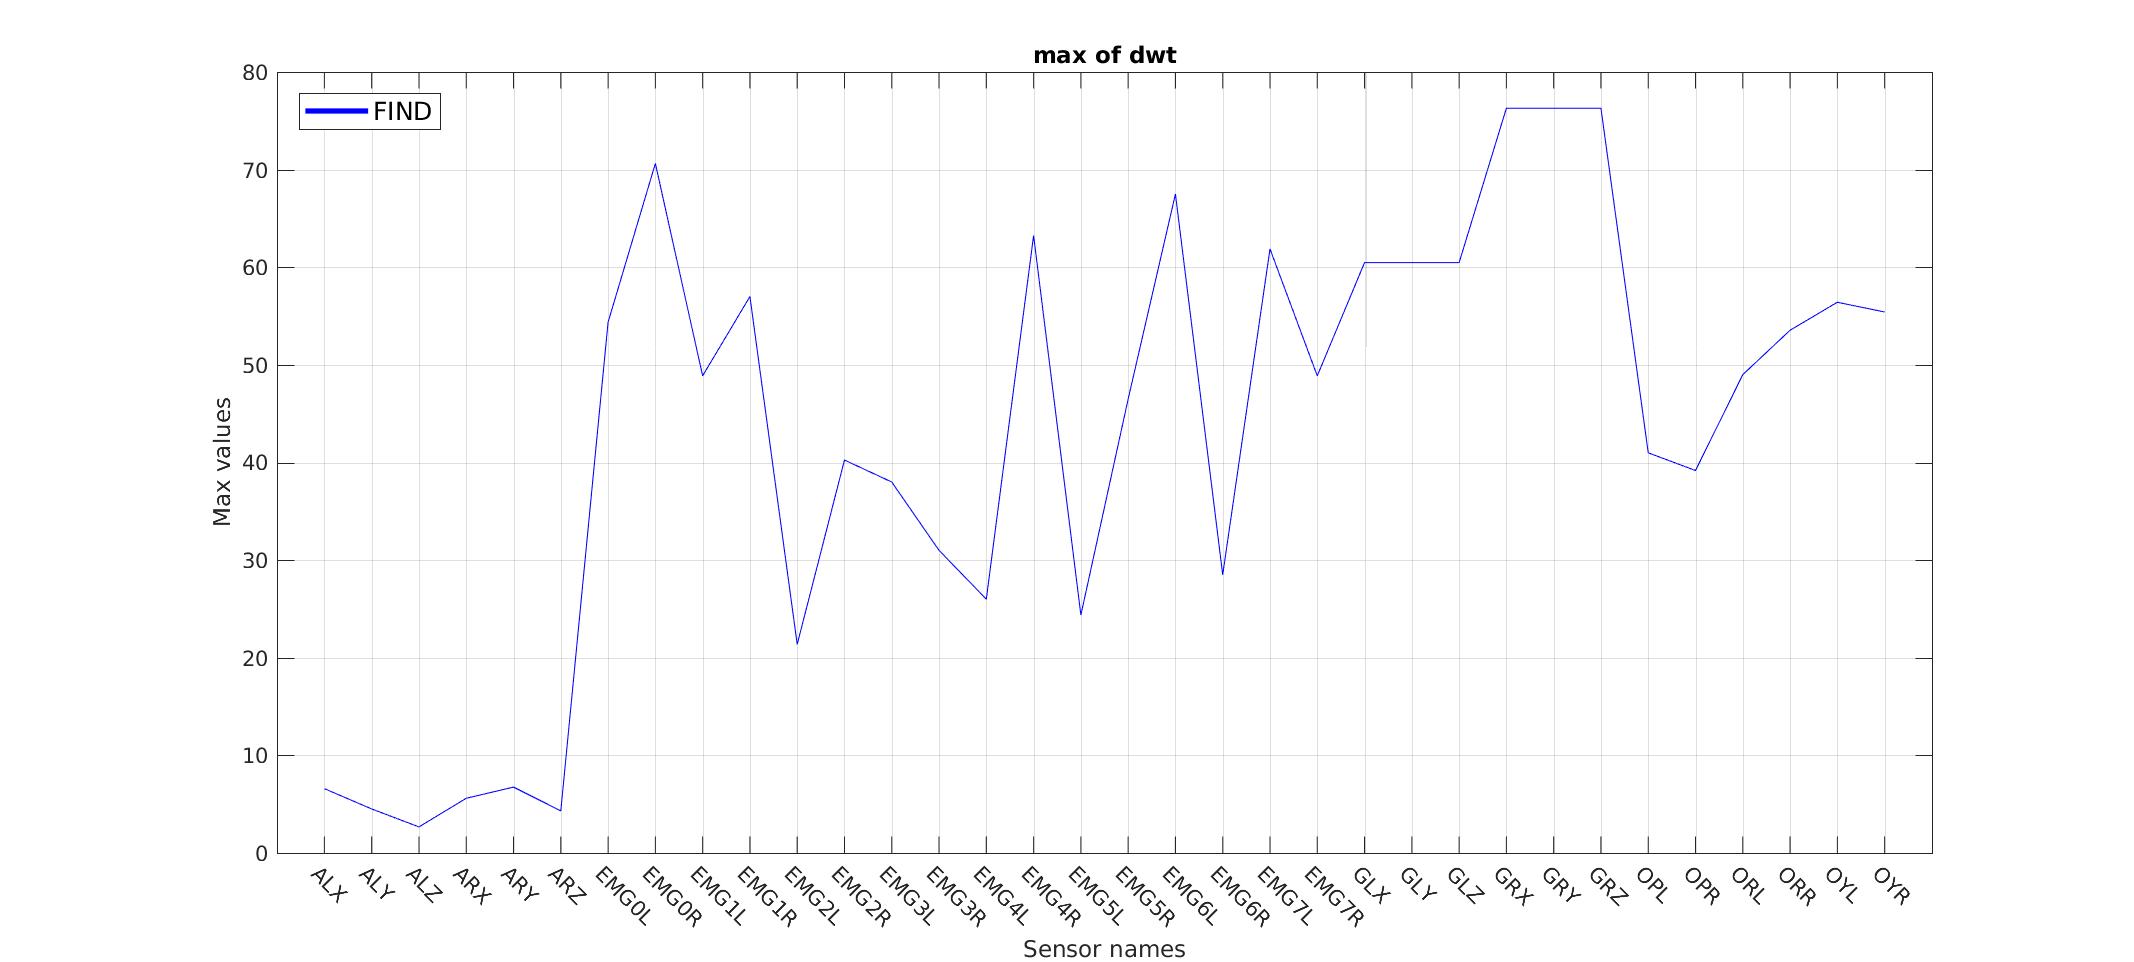 max of dwt
FIND
80
70
60
50
40
30
20
10
0
Max values
ALX ALY ALZ ARX ARY ARZ EMG0L EMG0R EMG1L EMG1R EMG2L EMG2R EMG3L EMG3R EMG4L EMG4R EMG5L EMG5R EMG6L EMG6R EMG7L EMG7R GLX GLY GLZ GRX GRY GRZ OPL OPR ORL ORR OYL OYR
Sensor names